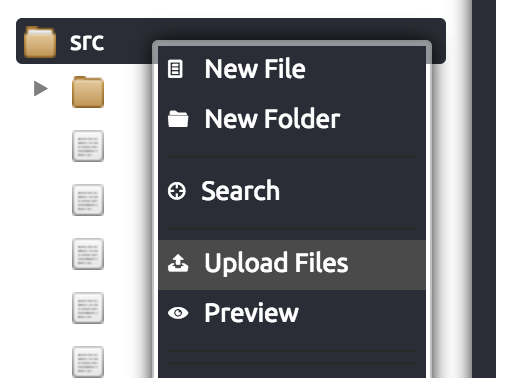 src
New File
New Folder
Search
Upload Files
Preview